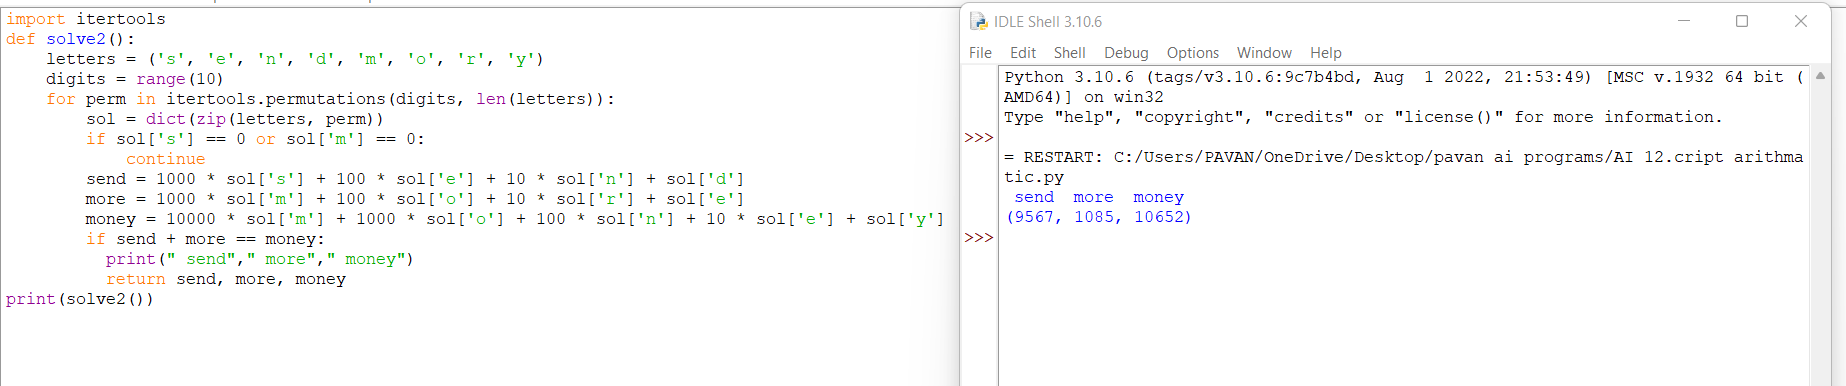 import itertools
def solve2():
    letters = ('s', 'e', 'n', 'd', 'm', 'o', 'r', 'y')
    digits = range(10)
    for perm in itertools.permutations(digits, len(letters)):
        sol = dict(zip(letters, perm))
        if sol['s'] == 0 or sol['m'] == 0:
            continue
        send = 1000 * sol['s'] + 100 * sol['e'] + 10 * sol['n'] + sol['d']
        more = 1000 * sol['m'] + 100 * sol['o'] + 10 * sol['r'] + sol['e']
        money = 10000 * sol['m'] + 1000 * sol['o'] + 100 * sol['n'] + 10 * sol['e'] + sol['y']
        if send + more == money:
          print(" send"," more"," money")
          return send, more, money
print(solve2())
IDLE Shell 3.10.6
File Edit Shell Debug Options Window Help
Python 3.10.6 (tags/v3.10.6:9c7b4bd, Aug  1 2022, 21:53:49) [MSC v.1932 64 bit (
AMD64)] on win32
Type "help", "copyright", "credits" or "license()" for more information.
>>>
= RESTART: C:/Users/PAVAN/OneDrive/Desktop/pavan ai programs/AI 12.cript arithma
tic.py
 send  more  money
(9567, 1085, 10652)
>>>